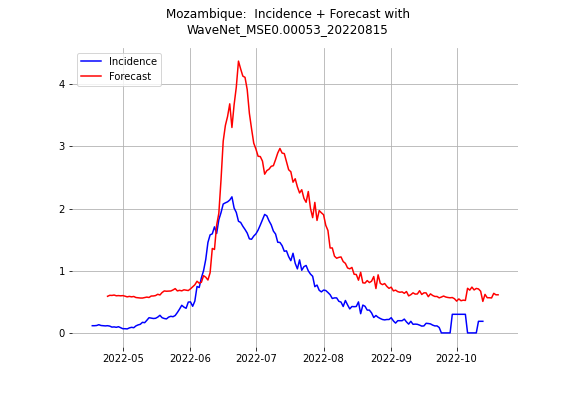 Mozambique:  Incidence + Forecast with
WaveNet_MSE0.00053_20220815
Incidence
Forecast
4
3
2
1
0
2022-05
2022-06
2022-07
2022-08
2022-09
2022-10